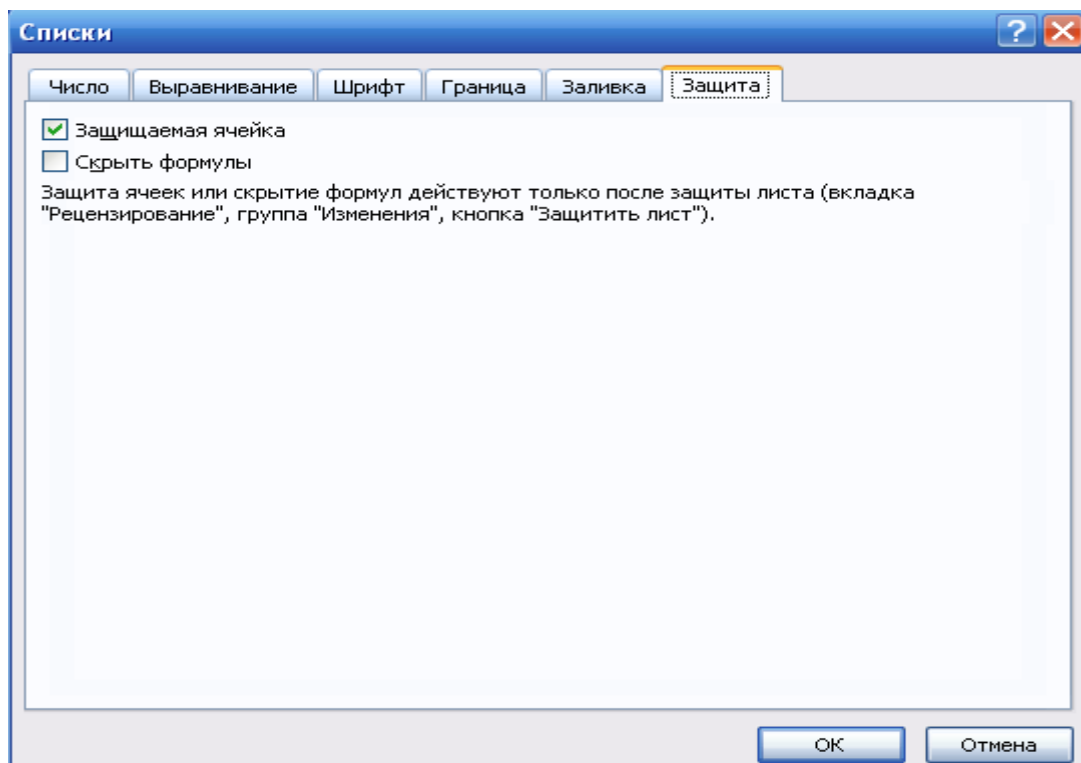 Списки
Число Выравнивание Шрифт Граница Заливка Защита
Защищаемая ячейка
Скрыть формулы
Защита ячеек или скрытие формул действуют только после защиты листа (вкладка
"Рецензирование", группа "Изменения", кнопка "Защитить лист").
ОК Отмена